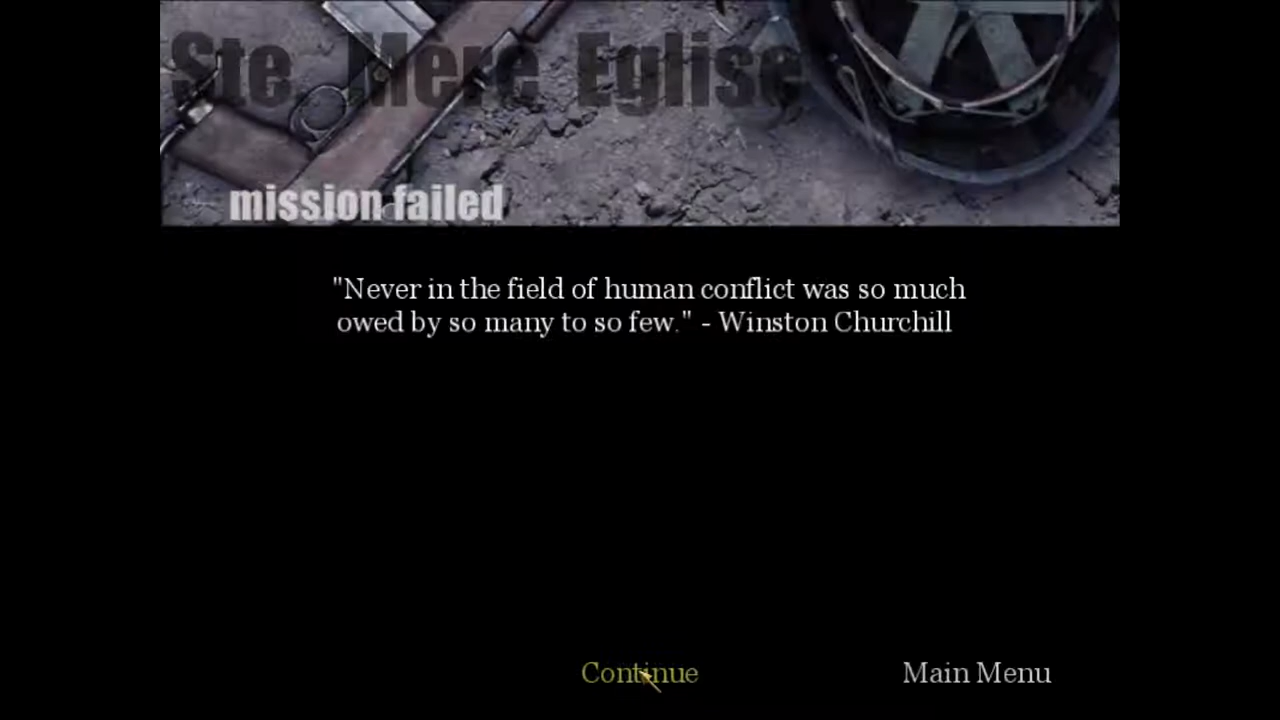 Ste. Mere Eglise
mission failed
"Never in the field of human conflict was so much
owed by so many to so few." - Winston Churchill
Continue
Main Menu